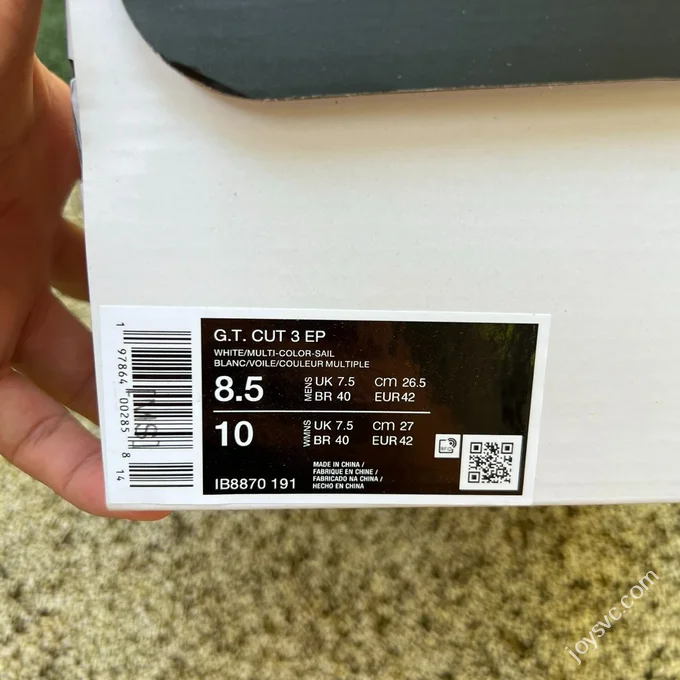 G.T. CUT 3 EP
WHITE/MULTI-COLOR-SAIL
BLANC/VOILE/COULEUR MULTIPLE
8.5 MENS UK 7.5 cm 26.5
BR 40 EUR 42
10 WMNS UK 7.5 cm 27
BR 40 EUR 42
IB8870 191
MADE IN CHINA /
FABRIQUE EN CHINE /
FABRICADO NA CHINA /
HECHO EN CHINA
RFID
1 97864 00285 8 14
joysvc.com